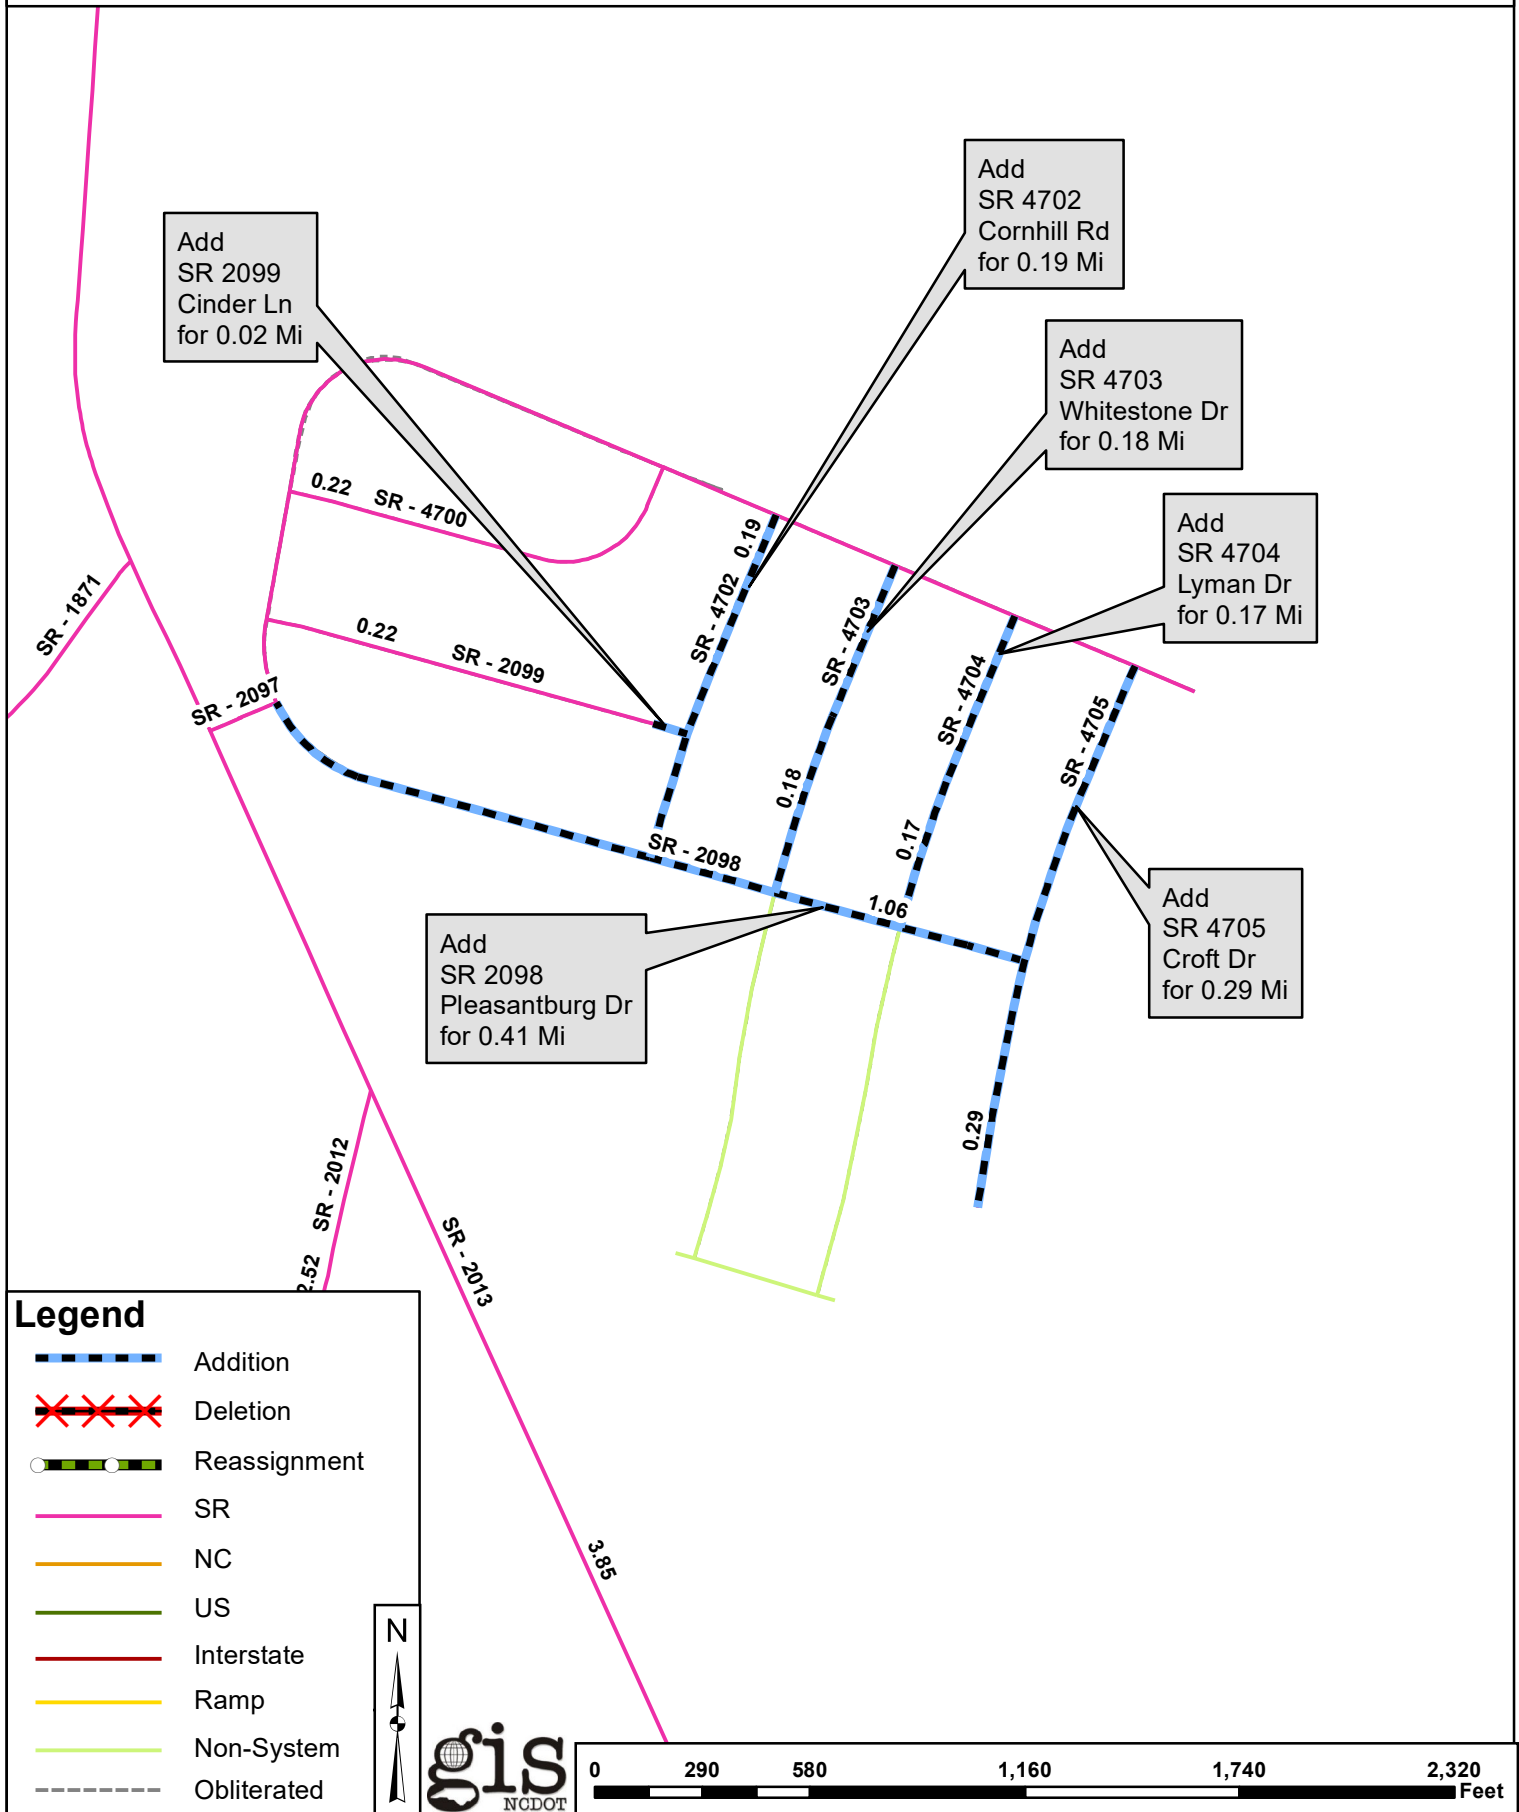 Add
SR 4702
Cornhill Rd
for 0.19 Mi
Add
SR 2099
Cinder Ln
for 0.02 Mi
Add
SR 4703
Whitestone Dr
for 0.18 Mi
Add
SR 4704
Lyman Dr
for 0.17 Mi
0.22 SR - 4700
0.19
SR - 4702
SR - 4703
SR - 4704
SR - 4705
SR - 1871
0.22 SR - 2099
SR - 2097
0.18
0.17
SR - 2098
1.06
Add
SR 4705
Croft Dr
for 0.29 Mi
Add
SR 2098
Pleasantburg Dr
for 0.41 Mi
0.29
SR - 2012
2.52
SR - 2013
3.85
Legend
Addition
Deletion
Reassignment
SR
NC
US
Interstate
Ramp
Non-System
Obliterated
N
gis
NCDOT
0 290 580 1,160 1,740 2,320
Feet